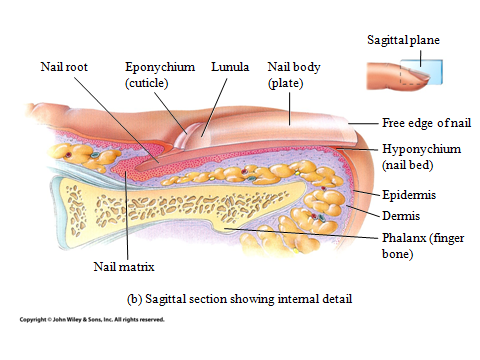 Sagittal plane
Nail root
Eponychium
(cuticle)
Lunula
Nail body
(plate)
Free edge of nail
Hyponychium
(nail bed)
Epidermis
Dermis
Phalanx (finger
bone)
Nail matrix
(b) Sagittal section showing internal detail
Copyright © John Wiley & Sons, Inc. All rights reserved.